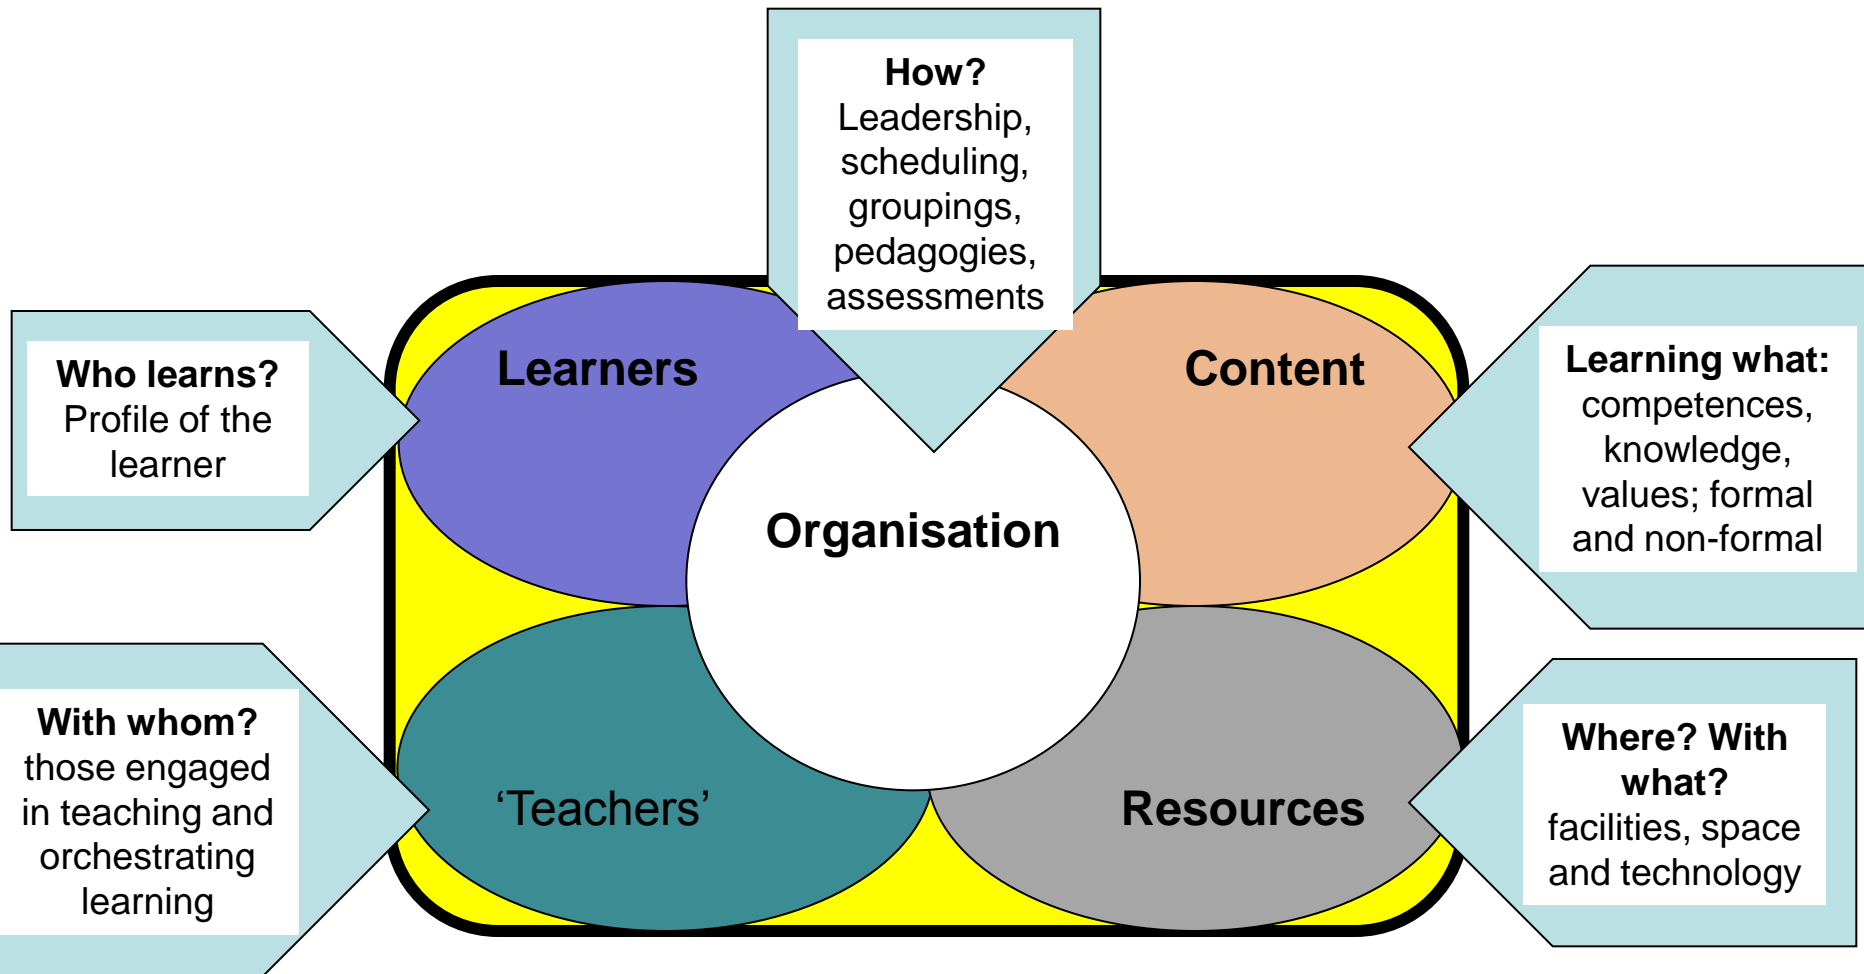 How?
Leadership,
scheduling,
groupings,
pedagogies,
assessments
Who learns?
Profile of the
learner
Learners
Content
Learning what:
competences,
knowledge,
values; formal
and non-formal
Organisation
With whom?
those engaged
in teaching and
orchestrating
learning
‘Teachers’
Resources
Where? With
what?
facilities, space
and technology